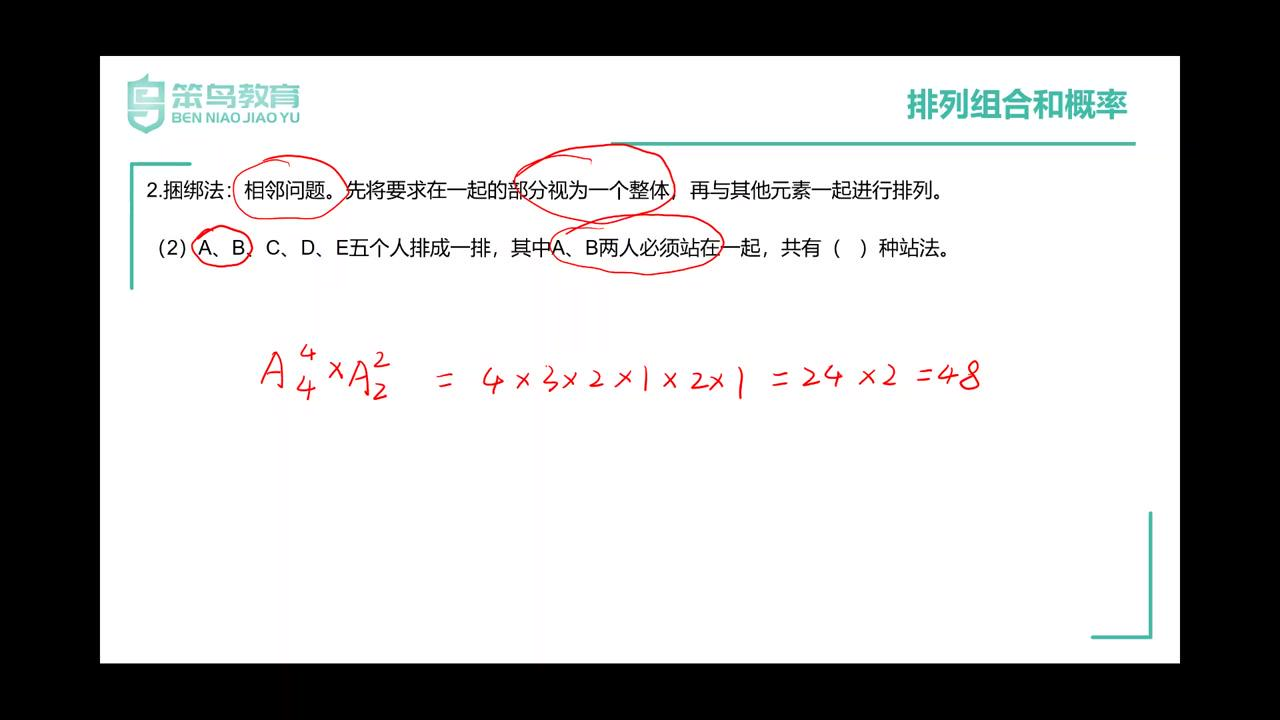 笨鸟教育
BEN NIAO JIAO YU
排列组合和概率
2.捆绑法：相邻问题。先将要求在一起的部分视为一个整体，再与其他元素一起进行排列。
（2）A、B、C、D、E五个人排成一排，其中A、B两人必须站在一起，共有（ ）种站法。
A₄⁴×A₂² = 4×3×2×1×2×1 = 24×2 =48